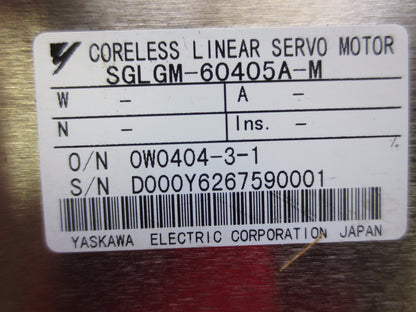 CORELESS LINEAR SERVO MOTOR
SGLGM-60405A-M
W - A -
N - Ins. -
O/N 0W0404-3-1
S/N D000Y6267590001
YASKAWA ELECTRIC CORPORATION JAPAN